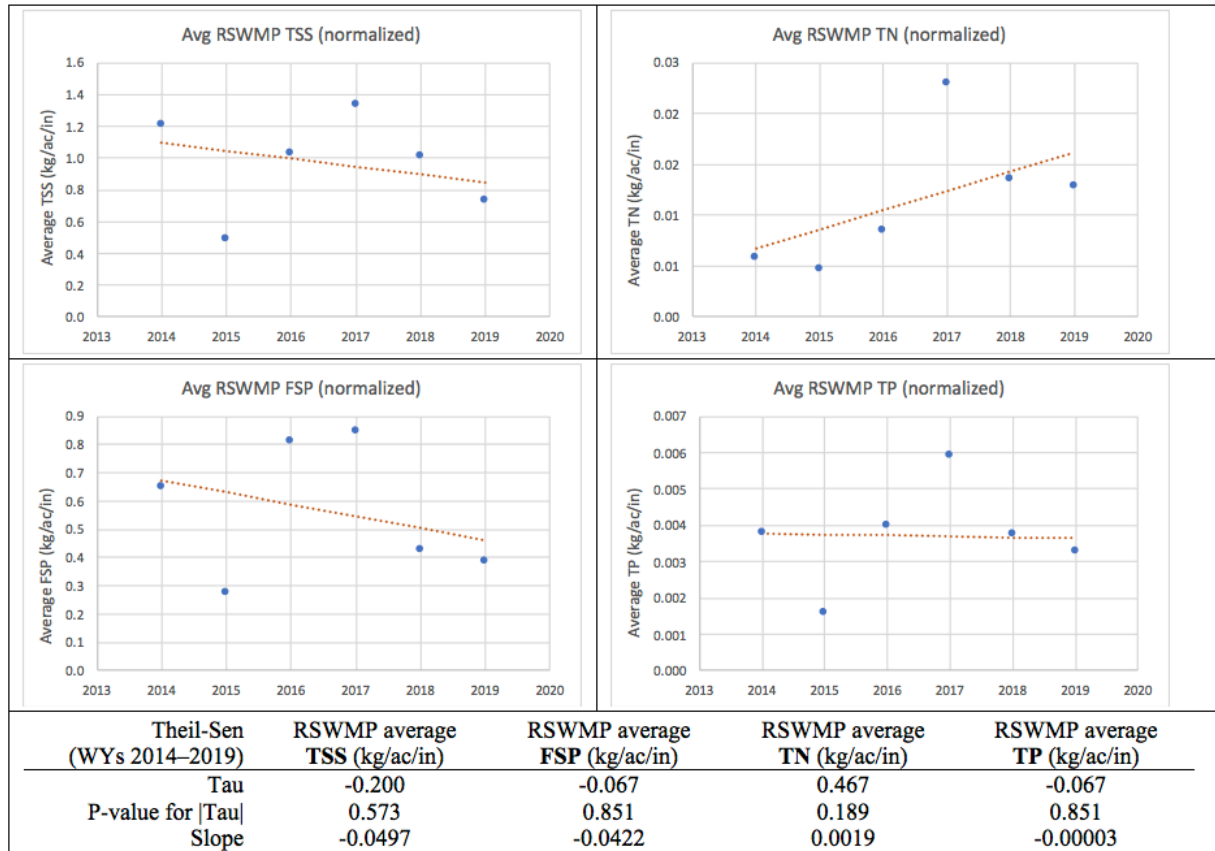 Avg RSWMP TSS (normalized)
Average TSS (kg/ac/in)
1.6
1.4
1.2
1.0
0.8
0.6
0.4
0.2
0.0
2013 2014 2015 2016 2017 2018 2019 2020
Avg RSWMP TN (normalized)
Average TN (kg/ac/in)
0.03
0.02
0.02
0.01
0.01
0.00
2013 2014 2015 2016 2017 2018 2019 2020
Avg RSWMP FSP (normalized)
Average FSP (kg/ac/in)
0.9
0.8
0.7
0.6
0.5
0.4
0.3
0.2
0.1
0.0
2013 2014 2015 2016 2017 2018 2019 2020
Avg RSWMP TP (normalized)
Average TP (kg/ac/in)
0.007
0.006
0.005
0.004
0.003
0.002
0.001
0.000
2013 2014 2015 2016 2017 2018 2019 2020
Theil-Sen RSWMP average RSWMP average RSWMP average RSWMP average
(WYs 2014–2019) TSS (kg/ac/in) FSP (kg/ac/in) TN (kg/ac/in) TP (kg/ac/in)
Tau -0.200 -0.067 0.467 -0.067
P-value for |Tau| 0.573 0.851 0.189 0.851
Slope -0.0497 -0.0422 0.0019 -0.00003